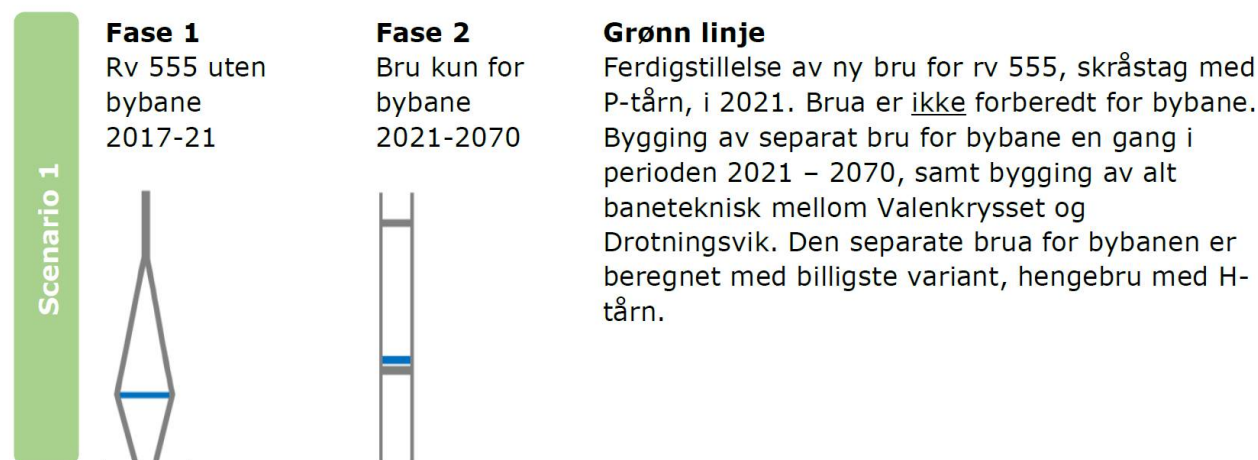 Scenario 1
Fase 1
Rv 555 uten
bybane
2017-21
Fase 2
Bru kun for
bybane
2021-2070
Grønn linje
Ferdigstillelse av ny bru for rv 555, skråstag med
P-tårn, i 2021. Brua er ikke forberedt for bybane.
Bygging av separat bru for bybane en gang i
perioden 2021 – 2070, samt bygging av alt
baneteknisk mellom Valenkrysset og
Drotningsvik. Den separate brua for bybanen er
beregnet med billigste variant, hengebru med H-
tårn.